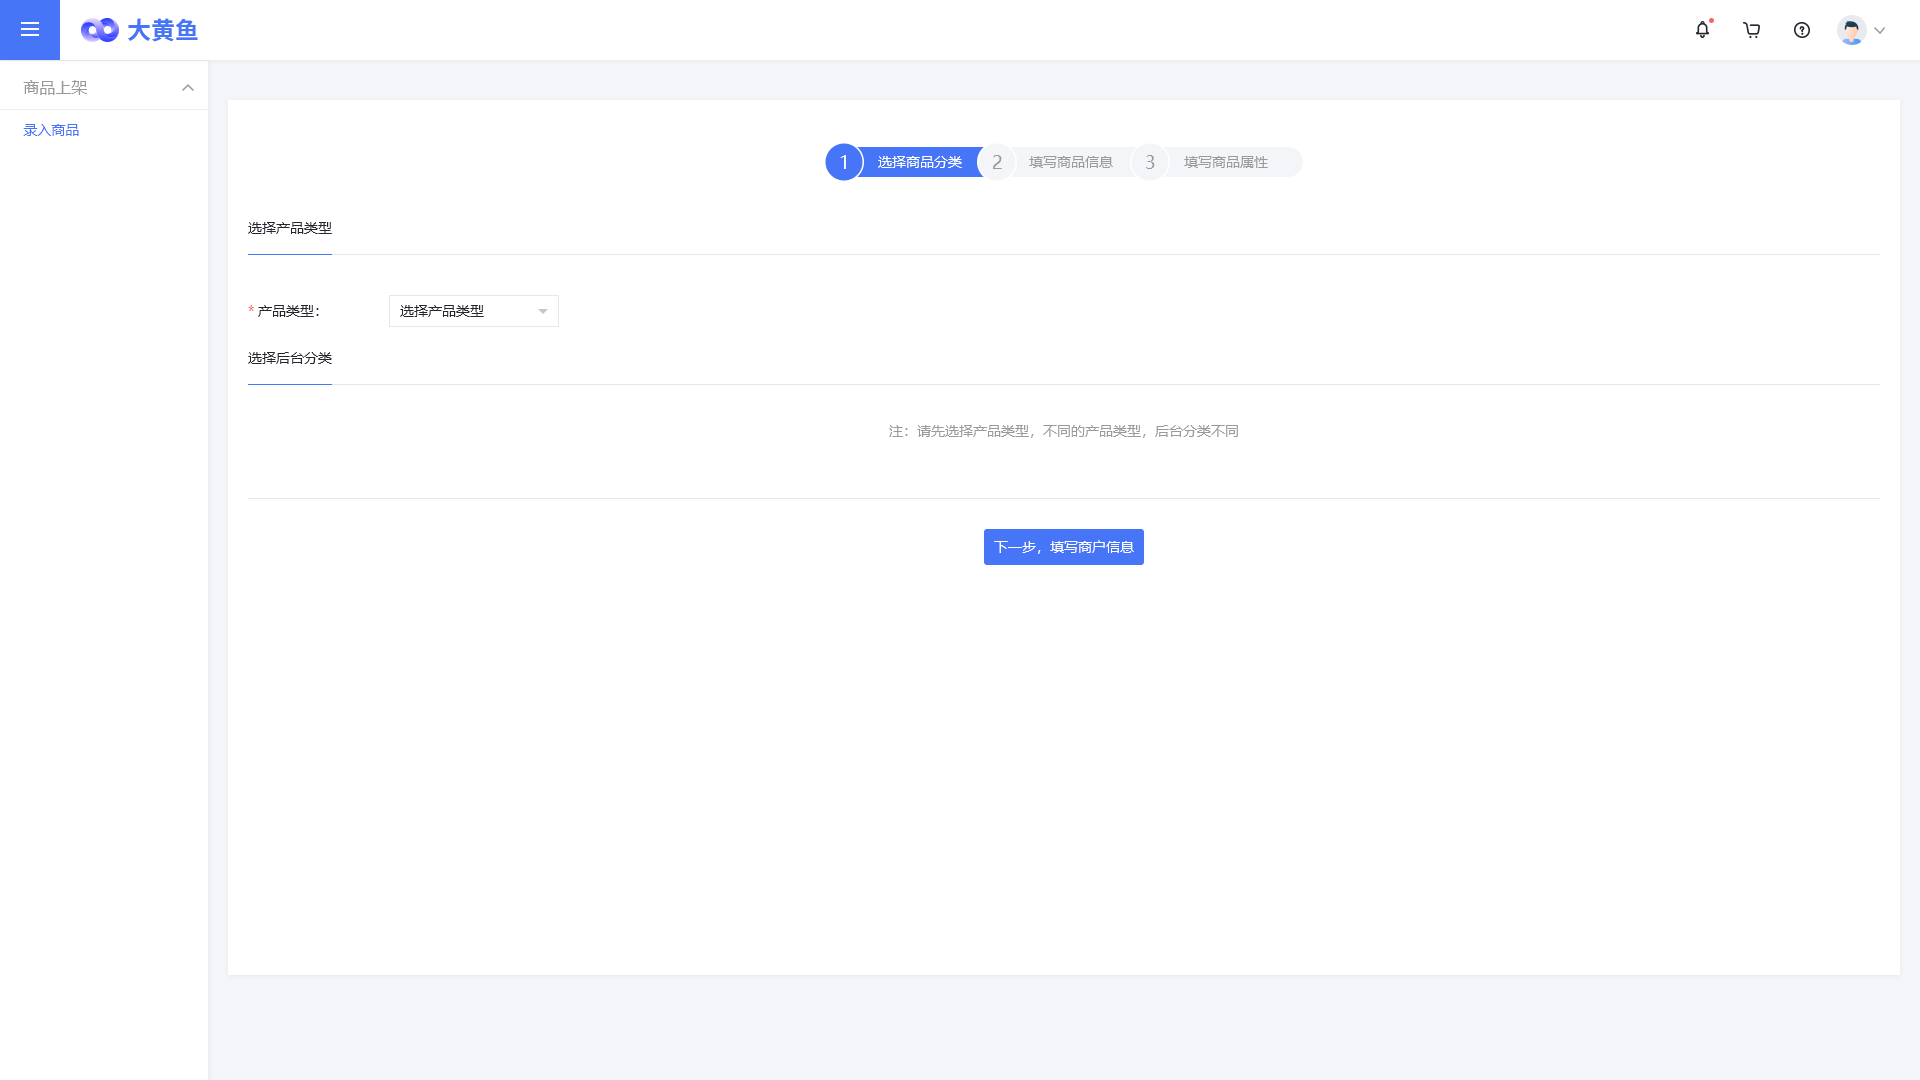 大黄鱼
商品上架
录入商品
1 选择商品分类 2 填写商品信息 3 填写商品属性
选择产品类型
* 产品类型： 选择产品类型
选择后台分类
注：请先选择产品类型，不同的产品类型，后台分类不同
下一步，填写商户信息